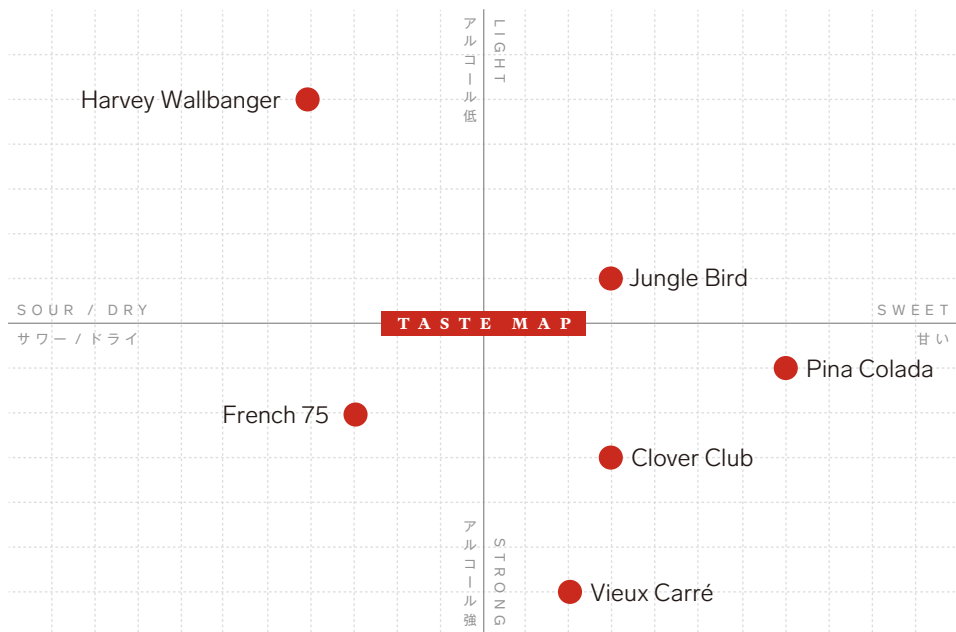 アルコール低
LIGHT
Harvey Wallbanger
Jungle Bird
SOUR / DRY
SWEET
TASTE MAP
サワー/ドライ
甘い
Pina Colada
French 75
Clover Club
アルコール強
STRONG
Vieux Carré